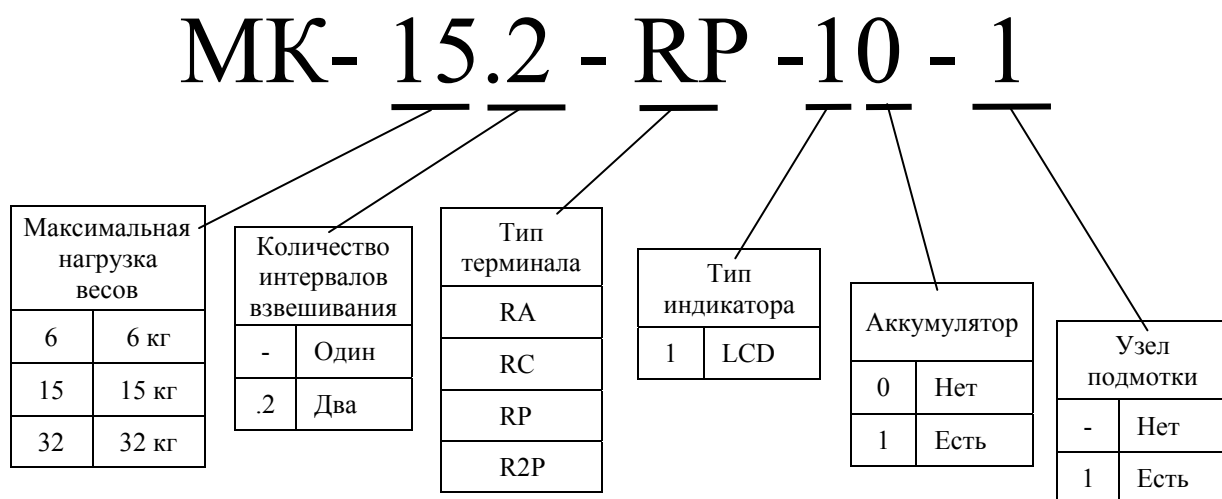 МК- 15.2 - RP -10 - 1
Максимальная
нагрузка
весов
6 6 кг
15 15 кг
32 32 кг
Количество
интервалов
взвешивания
- Один
.2 Два
Тип
терминала
RA
RC
RP
R2P
Тип
индикатора
1 LCD
Аккумулятор
0 Нет
1 Есть
Узел
подмотки
- Нет
1 Есть